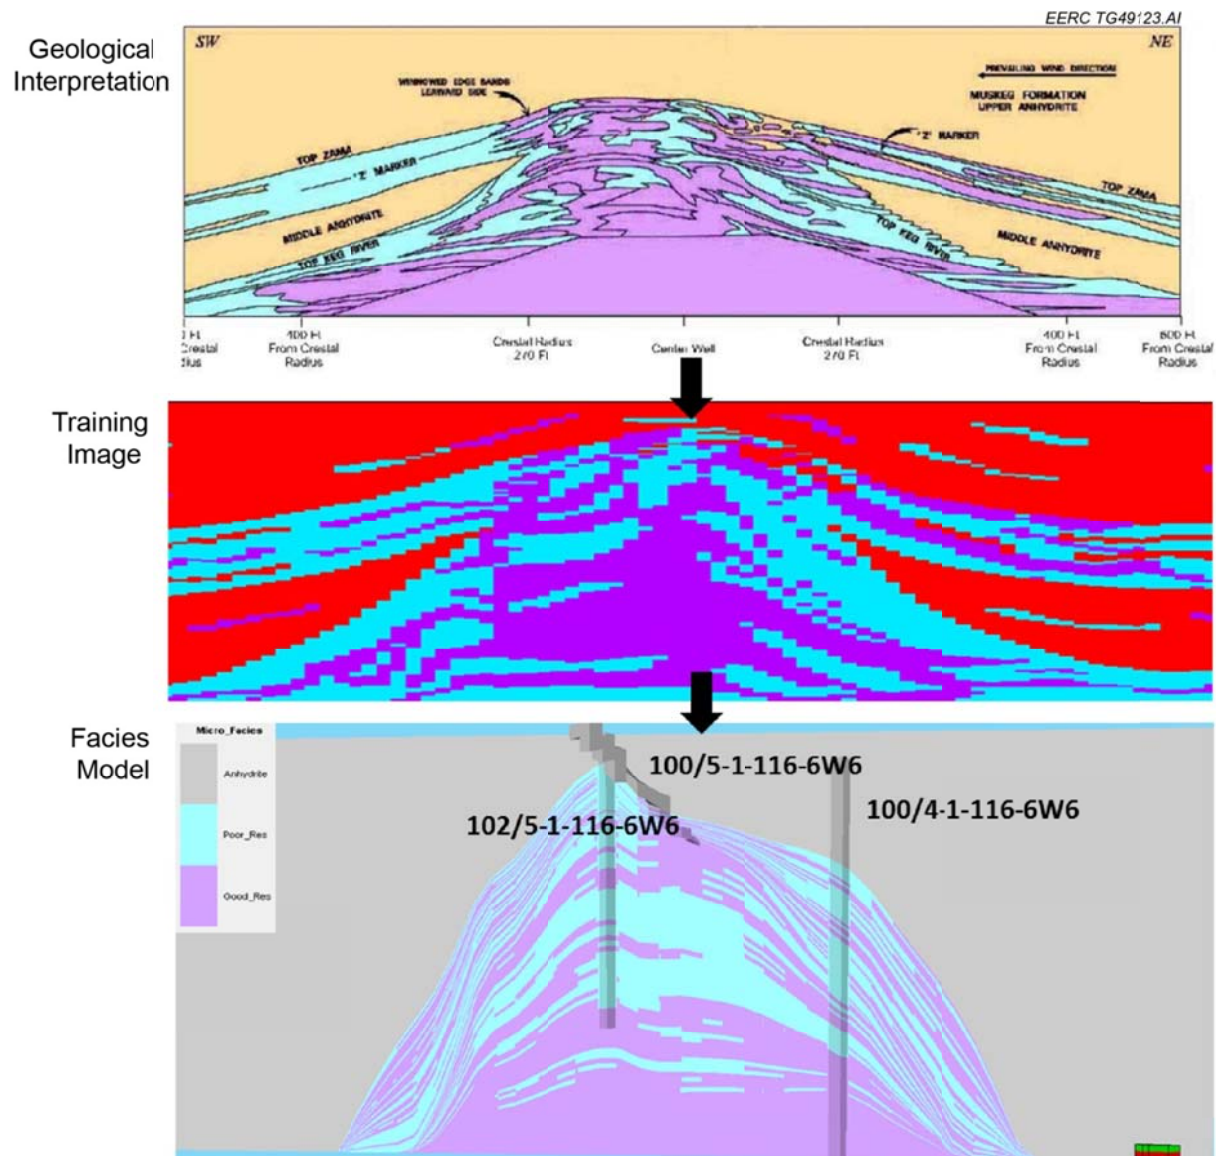 EERC TG49123.AI
Geological
Interpretation
SW
NE
PREVAILING WIND DIRECTION
MUSKEG FORMATION
UPPER ANHYDRITE
WINNOWED EDGE SANDS
LEEWARD SIDE
'Z' MARKER
TOP ZAMA
'Z' MARKER
TOP ZAMA
MIDDLE ANHYDRITE
TOP KEG RIVER
TOP KEG RIVER
MIDDLE ANHYDRITE
400 Ft
From Crestal
Radius
Crestal Radius
270 Ft
Center Well
Crestal Radius
270 Ft
400 Ft
From Crestal
Radius
600 Ft
From Crestal
Radius
Training
Image
Facies
Model
Micro_Facies
Anhydrite
Poor_Res
Good_Res
100/5-1-116-6W6
102/5-1-116-6W6
100/4-1-116-6W6